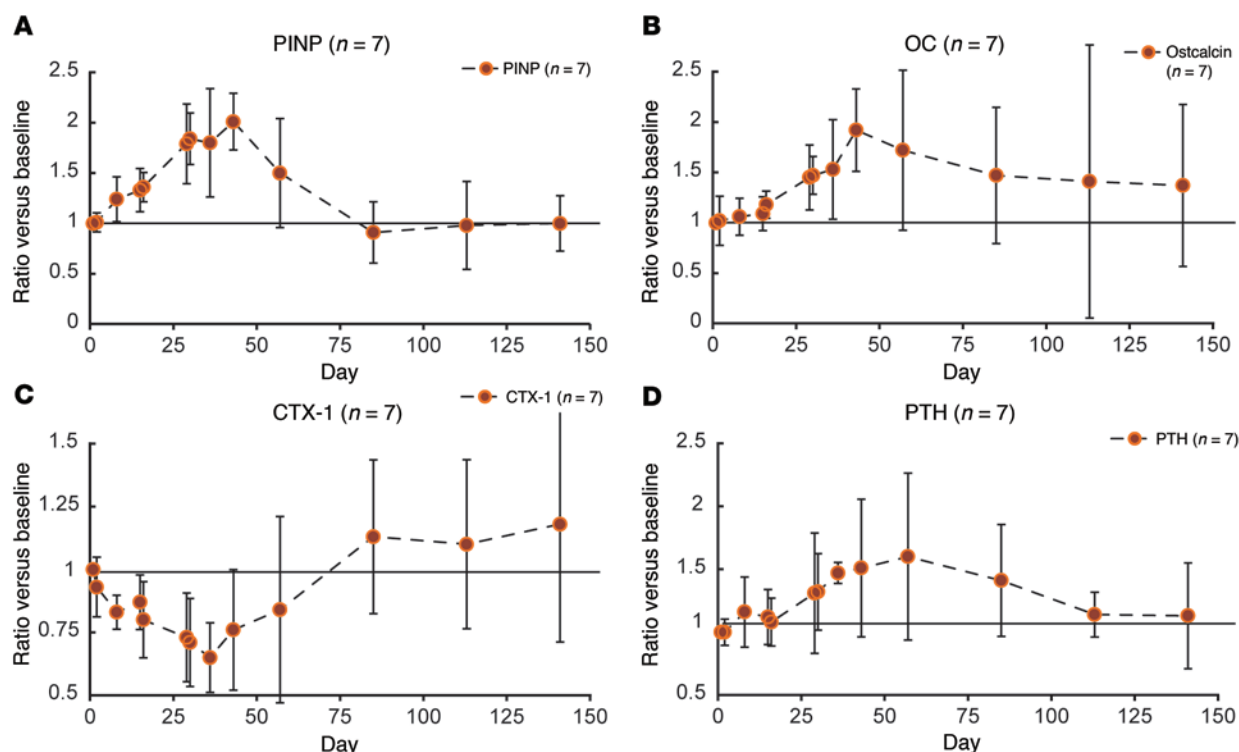 A
PINP (n = 7)
PINP (n = 7)
Ratio versus baseline
2.5
2
1.5
1
0.5
0
0 25 50 75 100 125 150
Day
B
OC (n = 7)
Ostcalcin
(n = 7)
Ratio versus baseline
2.5
2
1.5
1
0.5
0
0 25 50 75 100 125 150
Day
C
CTX-1 (n = 7)
CTX-1 (n = 7)
Ratio versus baseline
1.5
1.25
1
0.75
0.5
0 25 50 75 100 125 150
Day
D
PTH (n = 7)
PTH (n = 7)
Ratio versus baseline
2.5
2
1.5
1
0.5
0 25 50 75 100 125 150
Day